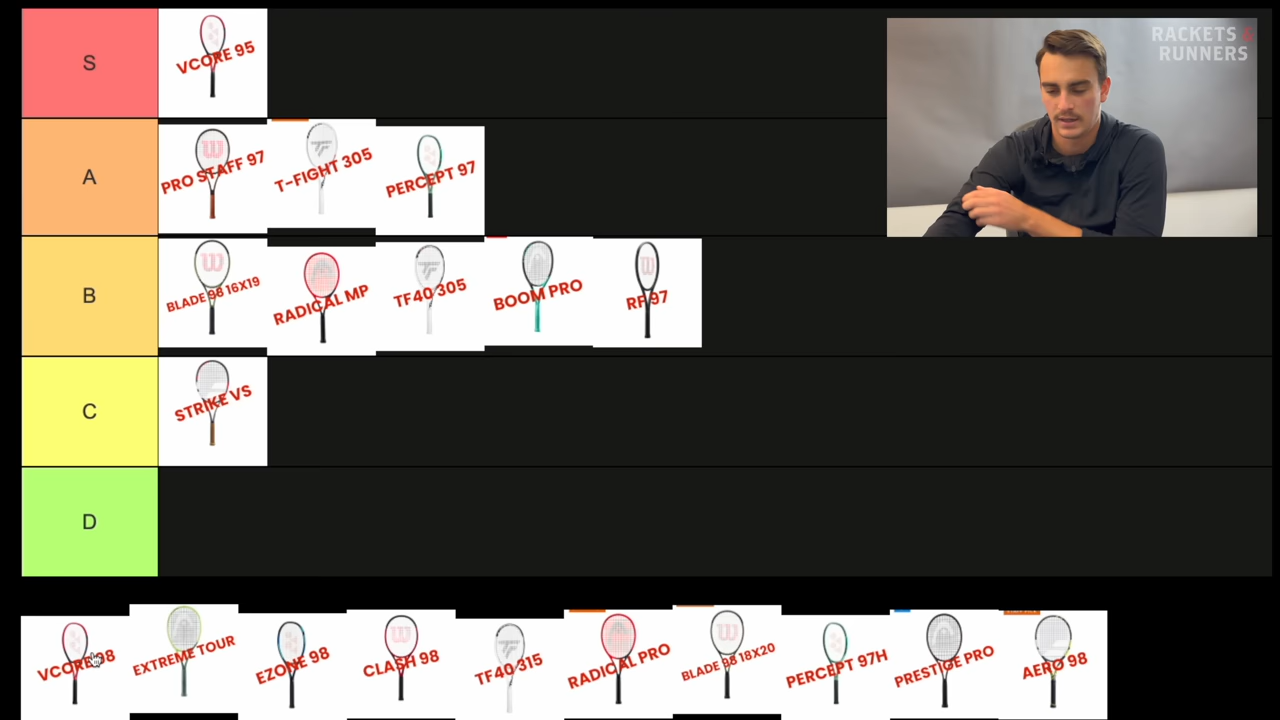 S
VCORE 95
RACKETS X
RUNNERS
A
PRO STAFF 97
T-FIGHT 305
PERCEPT 97
B
BLADE 98 16X19
RADICAL MP
TF40 305
BOOM PRO
RF 97
C
STRIKE VS
D
VCORE 98
EXTREME TOUR
EZONE 98
CLASH 98
TF40 315
RADICAL PRO
BLADE 98 18X20
PERCEPT 97H
PRESTIGE PRO
AERO 98